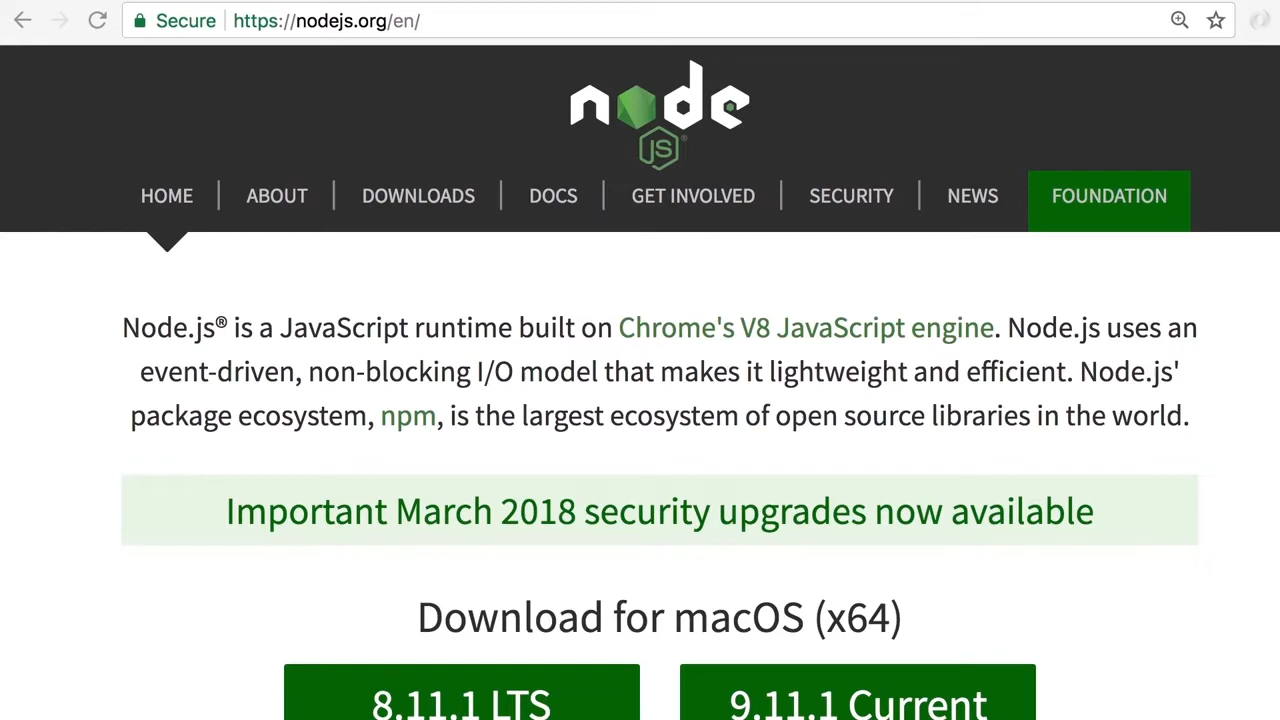 Secure https://nodejs.org/en/
node
JS®
HOME ABOUT DOWNLOADS DOCS GET INVOLVED SECURITY NEWS FOUNDATION
Node.js® is a JavaScript runtime built on Chrome's V8 JavaScript engine. Node.js uses an
event-driven, non-blocking I/O model that makes it lightweight and efficient. Node.js'
package ecosystem, npm, is the largest ecosystem of open source libraries in the world.
Important March 2018 security upgrades now available
Download for macOS (x64)
8.11.1 LTS
9.11.1 Current